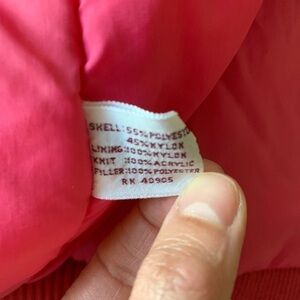 SHELL: 55% POLYESTER
45% NYLON
LINING: 100% NYLON
KNIT : 100% ACRYLIC
FILLER: 100% POLYESTER
RN 40905